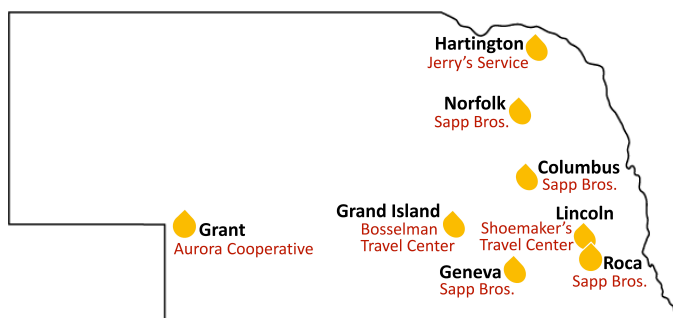 Hartington
Jerry's Service
Norfolk
Sapp Bros.
Columbus
Sapp Bros.
Grand Island
Bosselman
Travel Center
Lincoln
Shoemaker's
Travel Center
Grant
Aurora Cooperative
Geneva
Sapp Bros.
Roca
Sapp Bros.